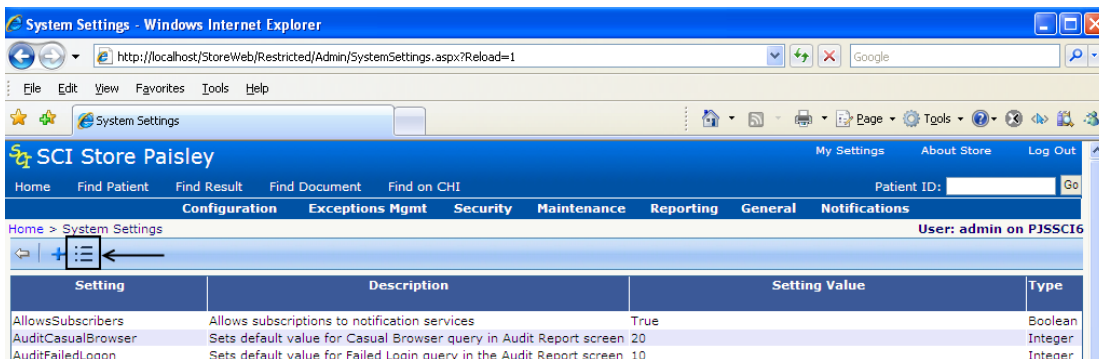 System Settings - Windows Internet Explorer
http://localhost/StoreWeb/Restricted/Admin/SystemSettings.aspx?Reload=1 Google
File Edit View Favorites Tools Help
System Settings Page Tools
SCI Store Paisley My Settings About Store Log Out
Home Find Patient Find Result Find Document Find on CHI Patient ID: Go
Configuration Exceptions Mgmt Security Maintenance Reporting General Notifications
Home > System Settings User: admin on PJSSCI6
Setting Description Setting Value Type
AllowsSubscribers Allows subscriptions to notification services True Boolean
AuditCasualBrowser Sets default value for Casual Browser query in Audit Report screen 20 Integer
AuditFailedLogon Sets default value for Failed Login query in the Audit Report screen 10 Integer